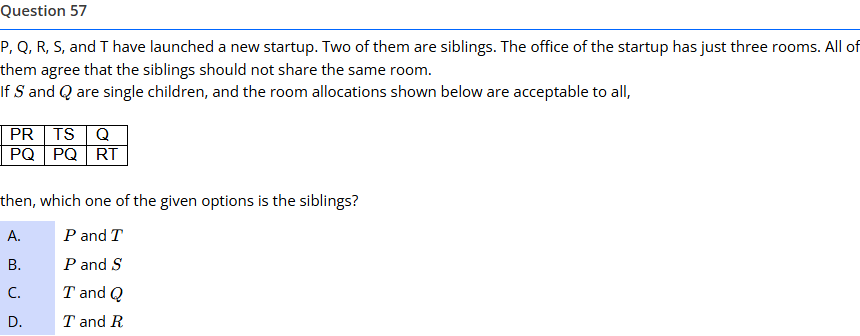 Question 57
P, Q, R, S, and T have launched a new startup. Two of them are siblings. The office of the startup has just three rooms. All of
them agree that the siblings should not share the same room.
If S and Q are single children, and the room allocations shown below are acceptable to all,
PR TS Q
PQ PQ RT
then, which one of the given options is the siblings?
A. P and T
B. P and S
C. T and Q
D. T and R